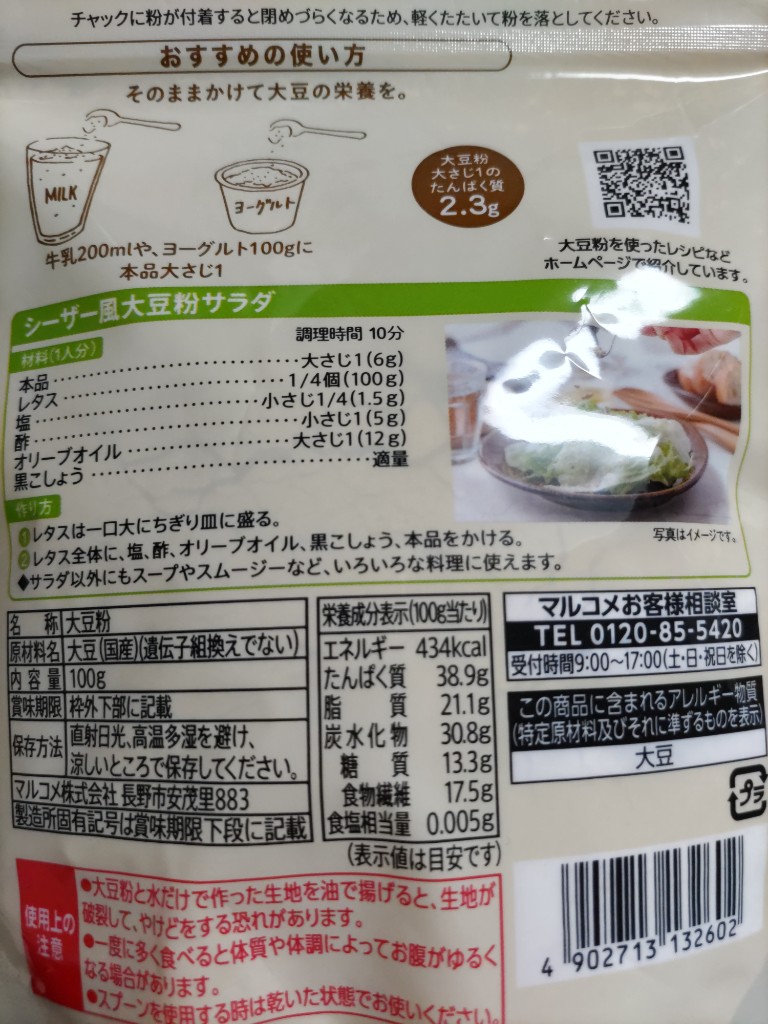 チャックに粉が付着すると閉めづらくなるため、軽くたたいて粉を落としてください。
おすすめの使い方
そのままかけて大豆の栄養を。
MILK
ヨーグルト
牛乳200mlや、ヨーグルト100gに
本品大さじ1
大豆粉
大さじ1の
たんぱく質
2.3g
大豆粉を使ったレシピなど
ホームページで紹介しています。
シーザー風大豆粉サラダ
調理時間 10分
材料(1人分)
本品 大さじ1(6g)
レタス 1/4個(100g)
塩 小さじ1/4(1.5g)
酢 小さじ1(5g)
オリーブオイル 大さじ1(12g)
黒こしょう 適量
作り方
1 レタスは一口大にちぎり皿に盛る。
2 レタス全体に、塩、酢、オリーブオイル、黒こしょう、本品をかける。
◆サラダ以外にもスープやスムージーなど、いろいろな料理に使えます。
写真はイメージです。
名 称 大豆粉
原材料名 大豆(国産)(遺伝子組換えでない)
内容量 100g
賞味期限 枠外下部に記載
保存方法 直射日光、高温多湿を避け、
涼しいところで保存してください。
マルコメ株式会社 長野市安茂里883
製造所固有記号は賞味期限下段に記載
栄養成分表示(100g当たり)
エネルギー 434kcal
たんぱく質 38.9g
脂質 21.1g
炭水化物 30.8g
糖質 13.3g
食物繊維 17.5g
食塩相当量 0.005g
(表示値は目安です)
マルコメお客様相談室
TEL 0120-85-5420
受付時間9:00～17:00(土・日・祝日を除く)
この商品に含まれるアレルギー物質
(特定原材料及びそれに準ずるものを表示)
大豆
プラ
使用上の
注意
●大豆粉と水だけで作った生地を油で揚げると、生地が
破裂して、やけどをする恐れがあります。
●一度に多く食べると体質や体調によってお腹がゆるく
なる場合があります。
●スプーンを使用する時は乾いた状態でお使いください。
4 902713 132602